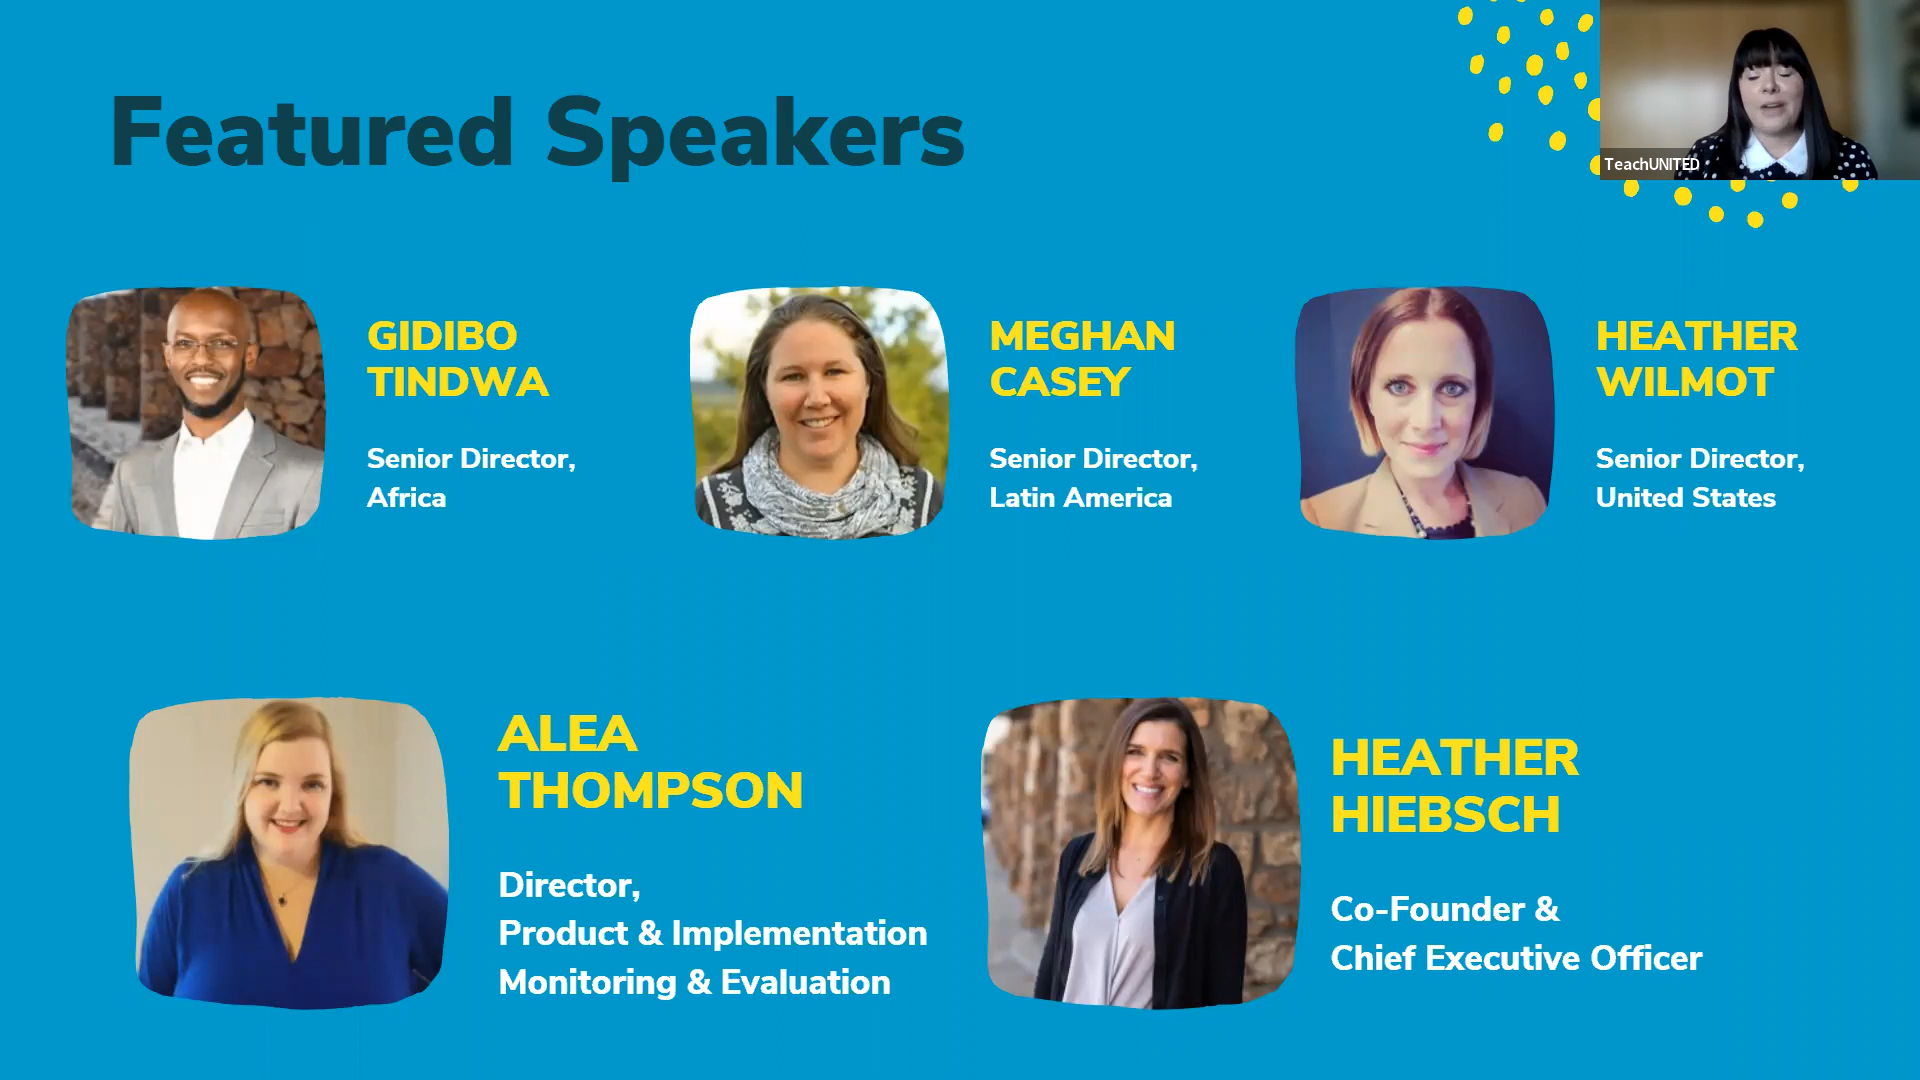 Featured Speakers
TeachUNITED
GIDIBO
TINDWA
Senior Director,
Africa
MEGHAN
CASEY
Senior Director,
Latin America
HEATHER
WILMOT
Senior Director,
United States
ALEA
THOMPSON
Director,
Product & Implementation
Monitoring & Evaluation
HEATHER
HIEBSCH
Co-Founder &
Chief Executive Officer